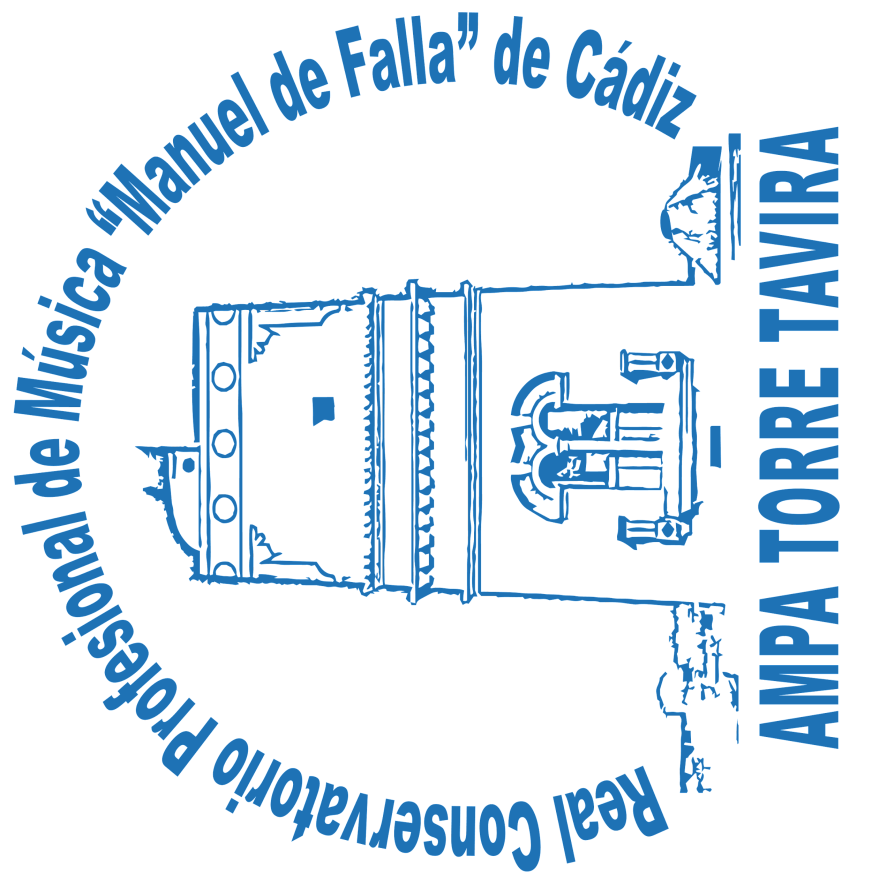 Real Conservatorio Profesional de Música “Manuel de Falla” de Cádiz
AMPA TORRE TAVIRA